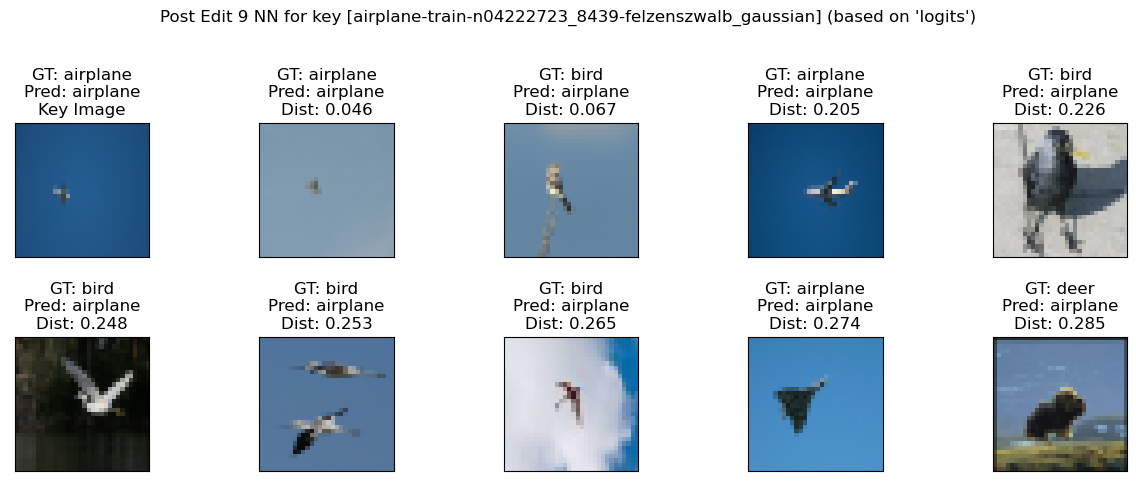 Post Edit 9 NN for key [airplane-train-n04222723_8439-felzenszwalb_gaussian] (based on 'logits')
GT: airplane
Pred: airplane
Key Image
GT: airplane
Pred: airplane
Dist: 0.046
GT: bird
Pred: airplane
Dist: 0.067
GT: airplane
Pred: airplane
Dist: 0.205
GT: bird
Pred: airplane
Dist: 0.226
GT: bird
Pred: airplane
Dist: 0.248
GT: bird
Pred: airplane
Dist: 0.253
GT: bird
Pred: airplane
Dist: 0.265
GT: airplane
Pred: airplane
Dist: 0.274
GT: deer
Pred: airplane
Dist: 0.285